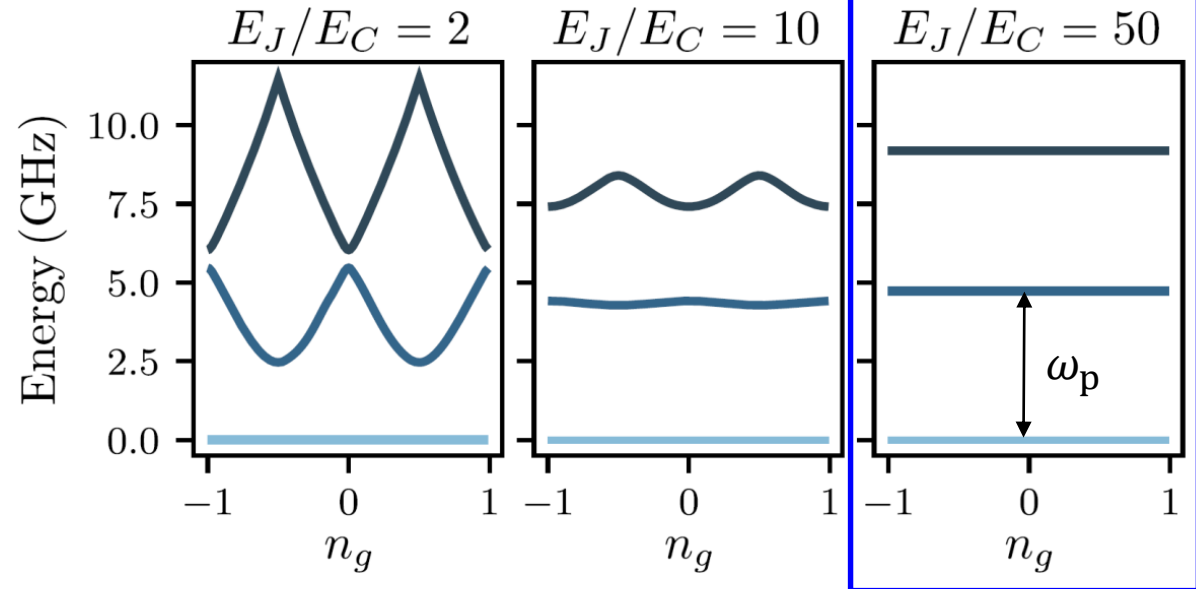 E_J/E_C = 2
E_J/E_C = 10
E_J/E_C = 50
Energy (GHz)
10.0
7.5
5.0
2.5
0.0
ω_p
−1 0 1
−1 0 1
−1 0 1
n_g
n_g
n_g